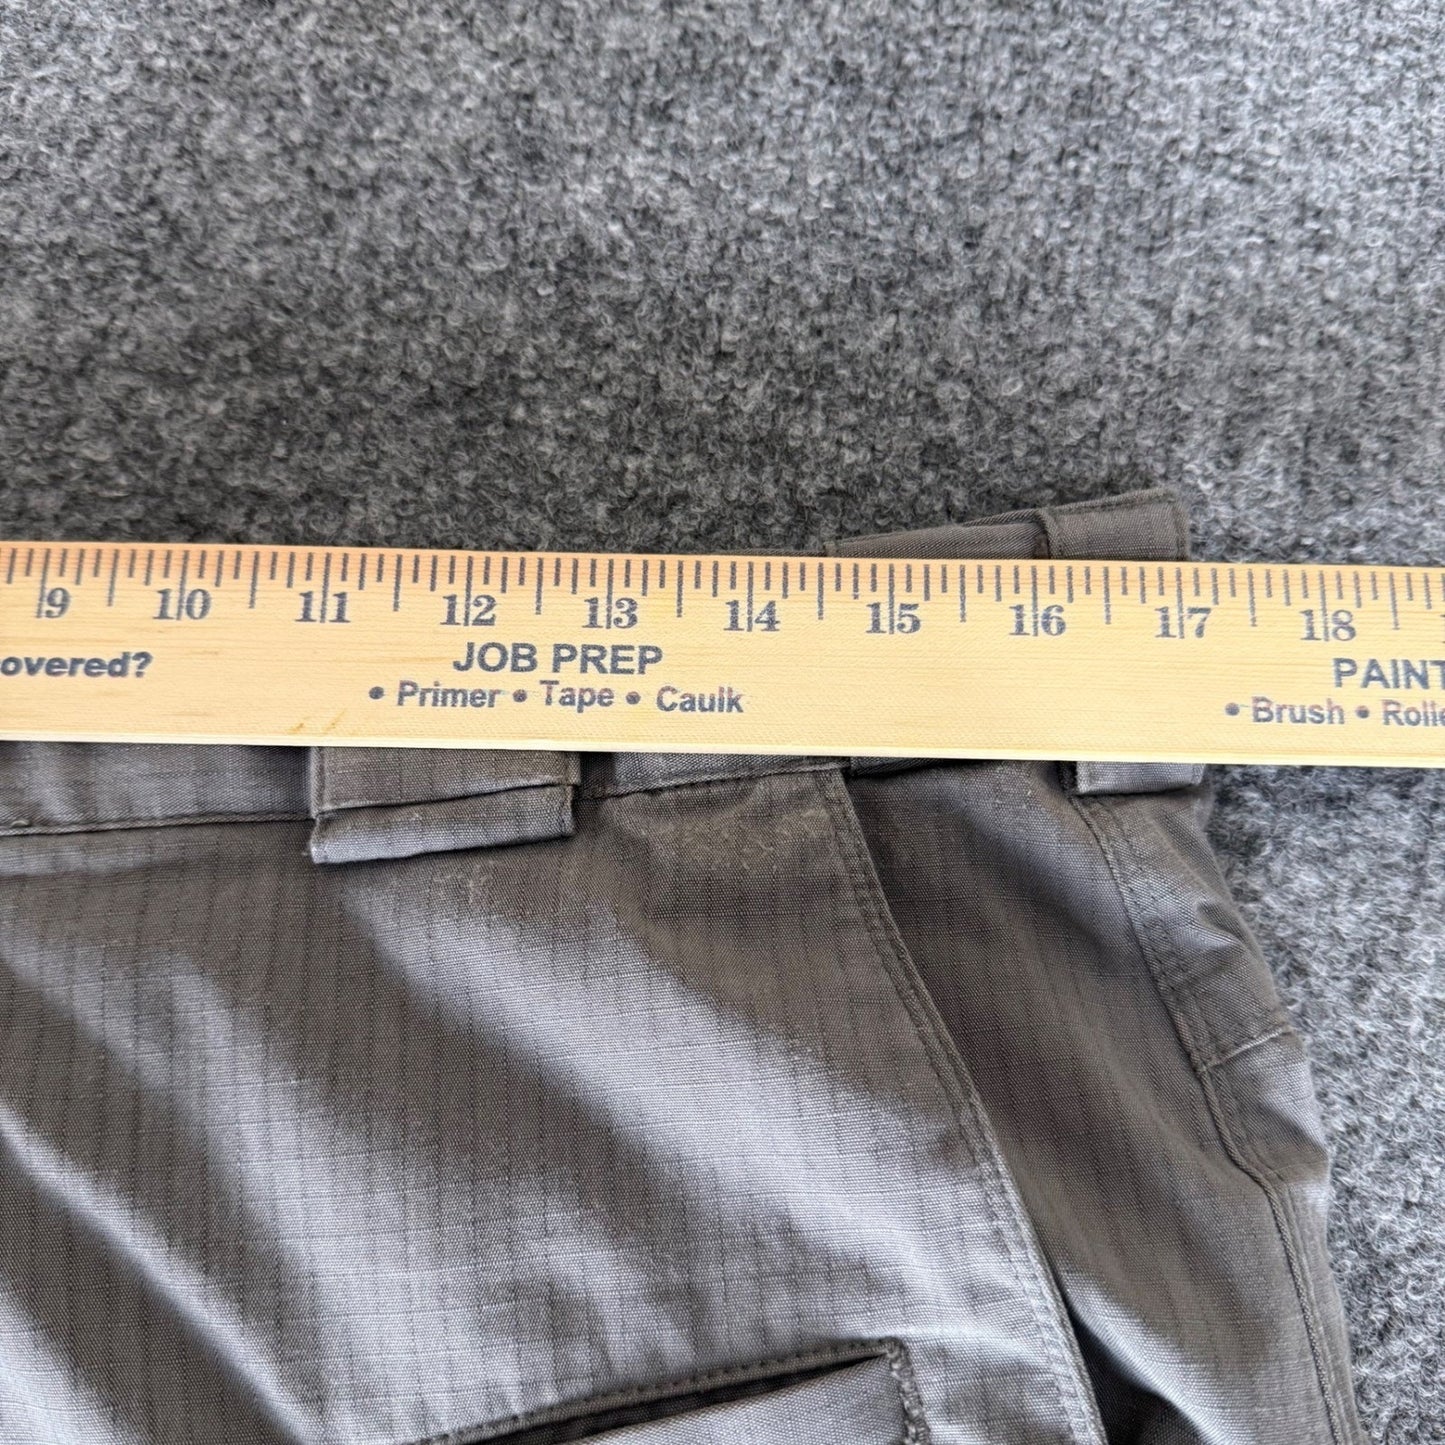 9 10 11 12 13 14 15 16 17 18
overed? JOB PREP PAINT
• Primer • Tape • Caulk • Brush • Rolle